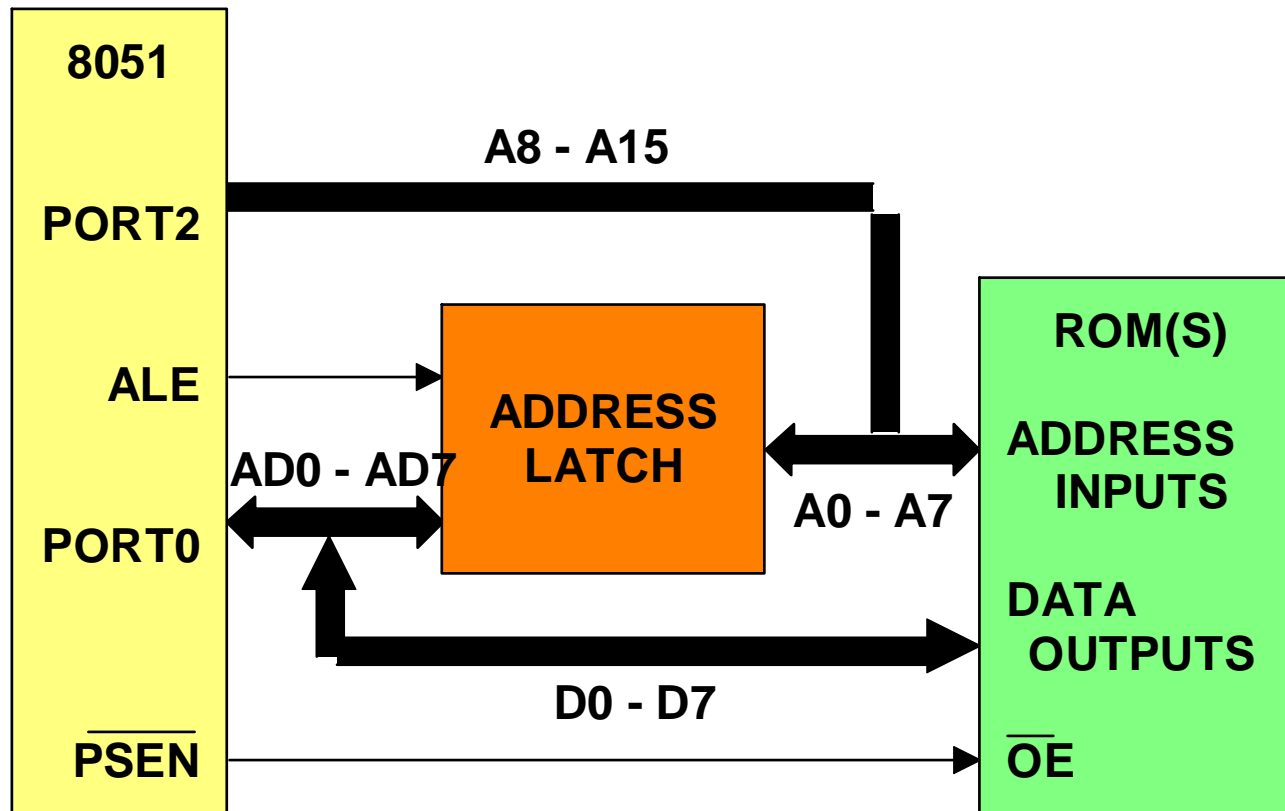 8051
A8 - A15
PORT2
ALE
AD0 - AD7
PORT0
PSEN
ADDRESS
LATCH
A0 - A7
D0 - D7
ROM(S)
ADDRESS
INPUTS
DATA
OUTPUTS
OE